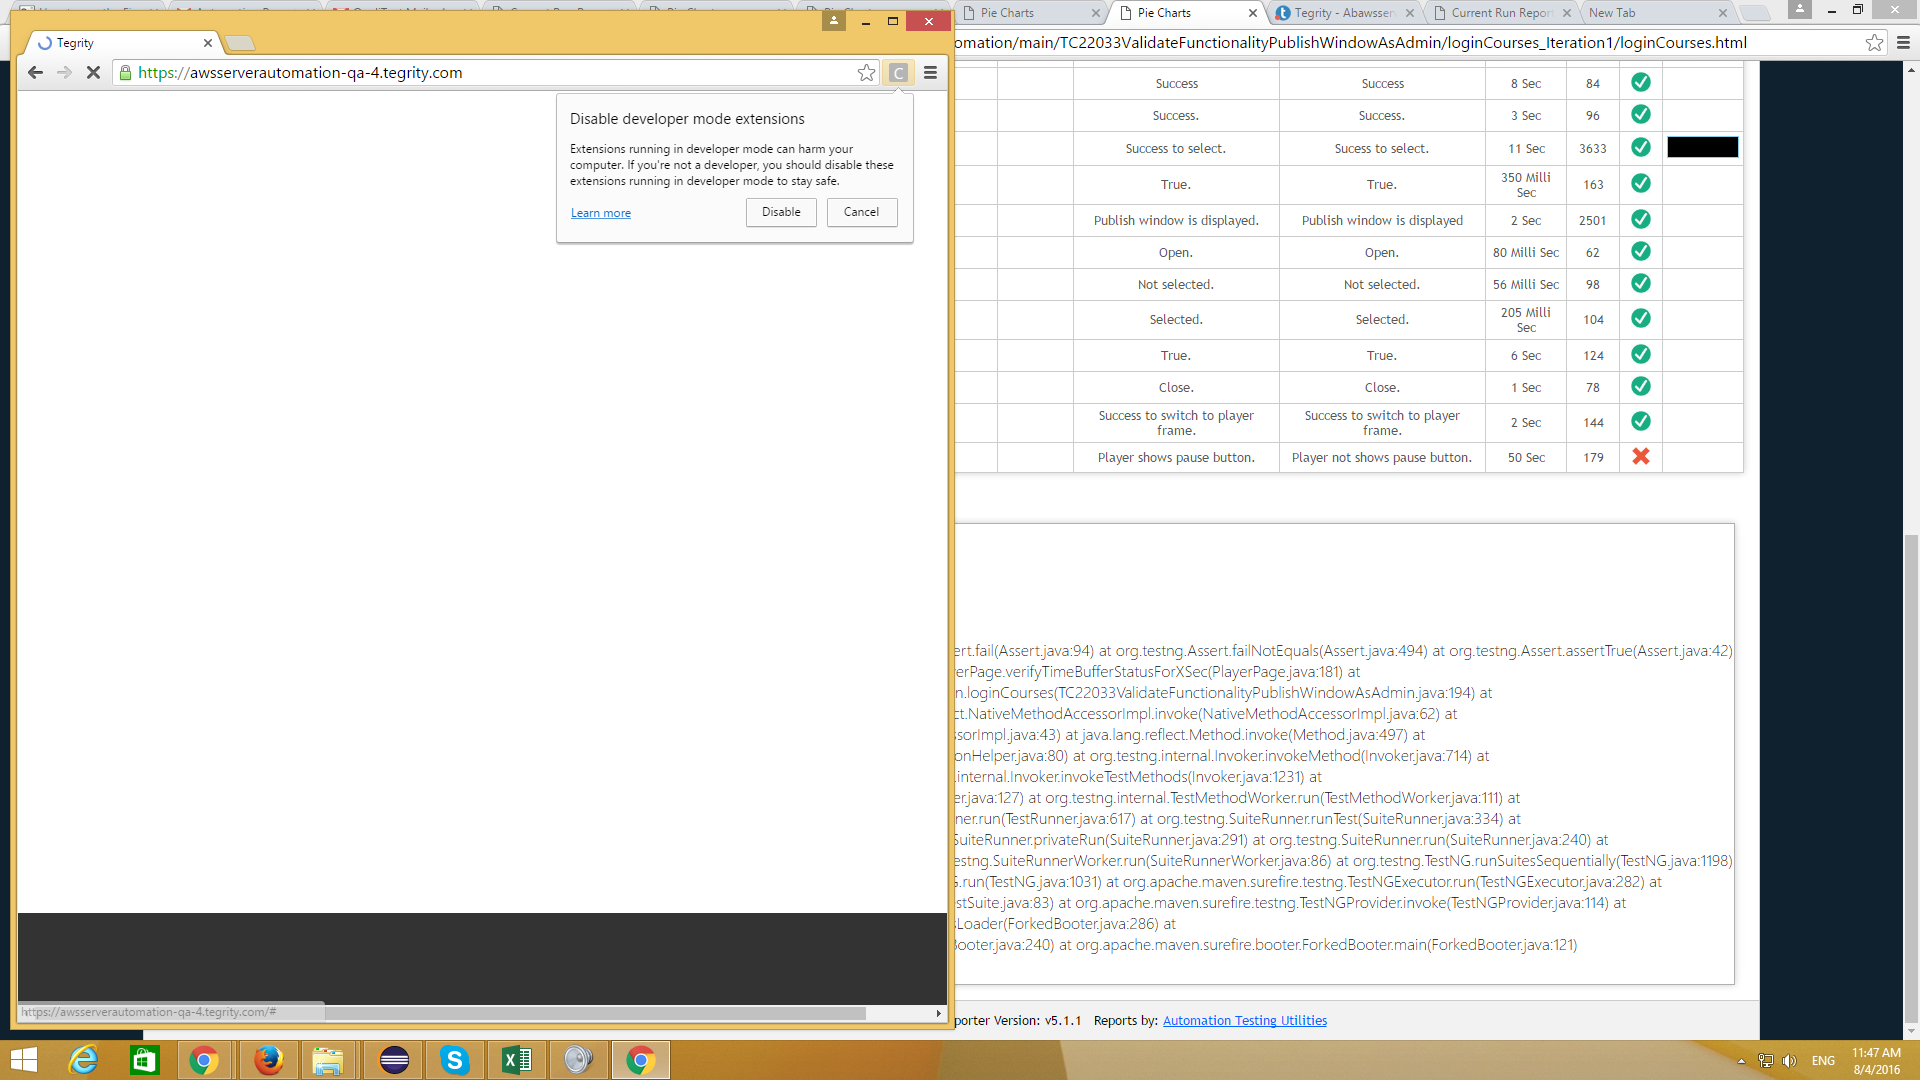 Pie Charts
Pie Charts
Tegrity - Abawsser
Current Run Report
New Tab
Tegrity
https://awsserverautomation-qa-4.tegrity.com
omation/main/TC22033ValidateFunctionalityPublishWindowAsAdmin/loginCourses_Iteration1/loginCourses.html
C
Disable developer mode extensions
Extensions running in developer mode can harm your
computer. If you're not a developer, you should disable these
extensions running in developer mode to stay safe.
Learn more
Disable
Cancel
Success Success 8 Sec 84
Success. Success. 3 Sec 96
Success to select. Sucess to select. 11 Sec 3633
True. True. 350 Milli Sec 163
Publish window is displayed. Publish window is displayed 2 Sec 2501
Open. Open. 80 Milli Sec 62
Not selected. Not selected. 56 Milli Sec 98
Selected. Selected. 205 Milli Sec 104
True. True. 6 Sec 124
Close. Close. 1 Sec 78
Success to switch to player frame. Success to switch to player frame. 2 Sec 144
Player shows pause button. Player not shows pause button. 50 Sec 179
ert.fail(Assert.java:94) at org.testng.Assert.failNotEquals(Assert.java:494) at org.testng.Assert.assertTrue(Assert.java:42)
erPage.verifyTimeBufferStatusForXSec(PlayerPage.java:181) at
n.loginCourses(TC22033ValidateFunctionalityPublishWindowAsAdmin.java:194) at
ct.NativeMethodAccessorImpl.invoke(NativeMethodAccessorImpl.java:62) at
ssorImpl.java:43) at java.lang.reflect.Method.invoke(Method.java:497) at
onHelper.java:80) at org.testng.internal.Invoker.invokeMethod(Invoker.java:714) at
.internal.Invoker.invokeTestMethods(Invoker.java:1231) at
er.java:127) at org.testng.internal.TestMethodWorker.run(TestMethodWorker.java:111) at
ner.run(TestRunner.java:617) at org.testng.SuiteRunner.runTest(SuiteRunner.java:334) at
SuiteRunner.privateRun(SuiteRunner.java:291) at org.testng.SuiteRunner.run(SuiteRunner.java:240) at
estng.SuiteRunnerWorker.run(SuiteRunnerWorker.java:86) at org.testng.TestNG.runSuitesSequentially(TestNG.java:1198)
G.run(TestNG.java:1031) at org.apache.maven.surefire.testng.TestNGExecutor.run(TestNGExecutor.java:282) at
stSuite.java:83) at org.apache.maven.surefire.testng.TestNGProvider.invoke(TestNGProvider.java:114) at
sLoader(ForkedBooter.java:286) at
Booter.java:240) at org.apache.maven.surefire.booter.ForkedBooter.main(ForkedBooter.java:121)
https://awsserverautomation-qa-4.tegrity.com/#
porter Version: v5.1.1 Reports by: Automation Testing Utilities
ENG
11:47 AM
8/4/2016